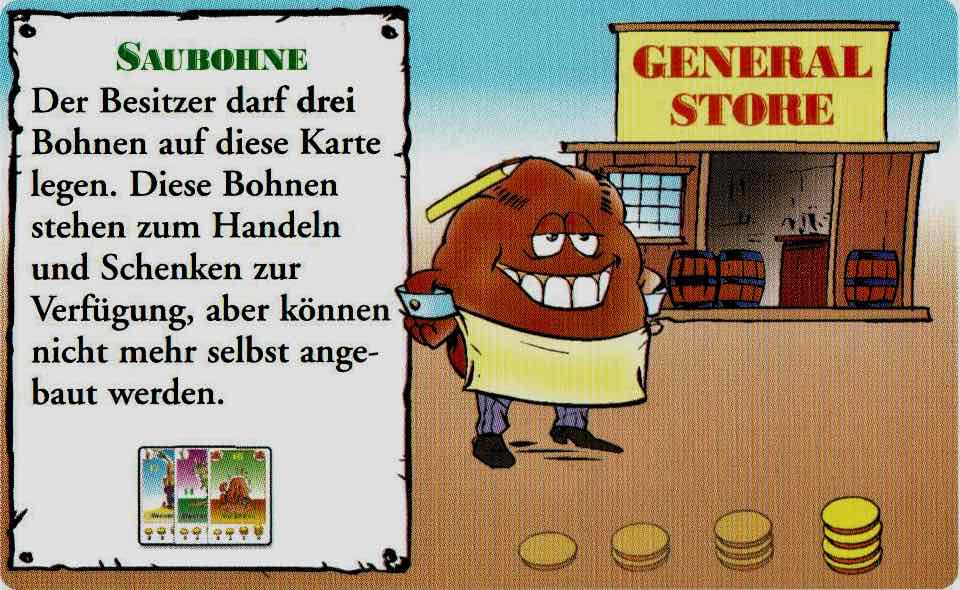 SAUBOHNE
Der Besitzer darf drei
Bohnen auf diese Karte
legen. Diese Bohnen
stehen zum Handeln
und Schenken zur
Verfügung, aber können
nicht mehr selbst ange-
baut werden.
GENERAL
STORE